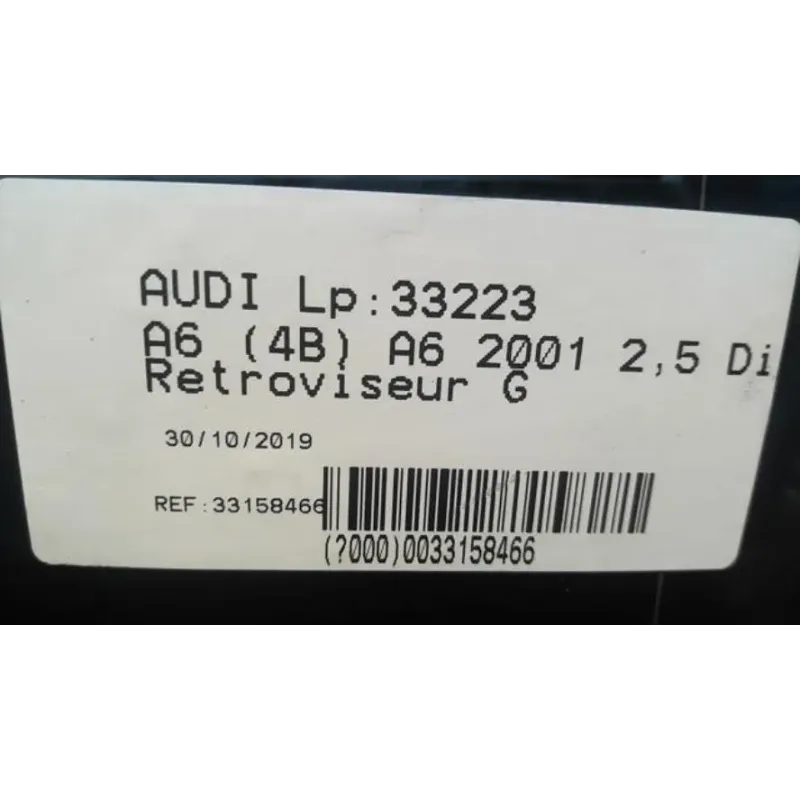 AUDI Lp:33223
A6 (4B) A6 2001 2,5 Di
Retroviseur G
30/10/2019
REF:33158466
(?000)0033158466